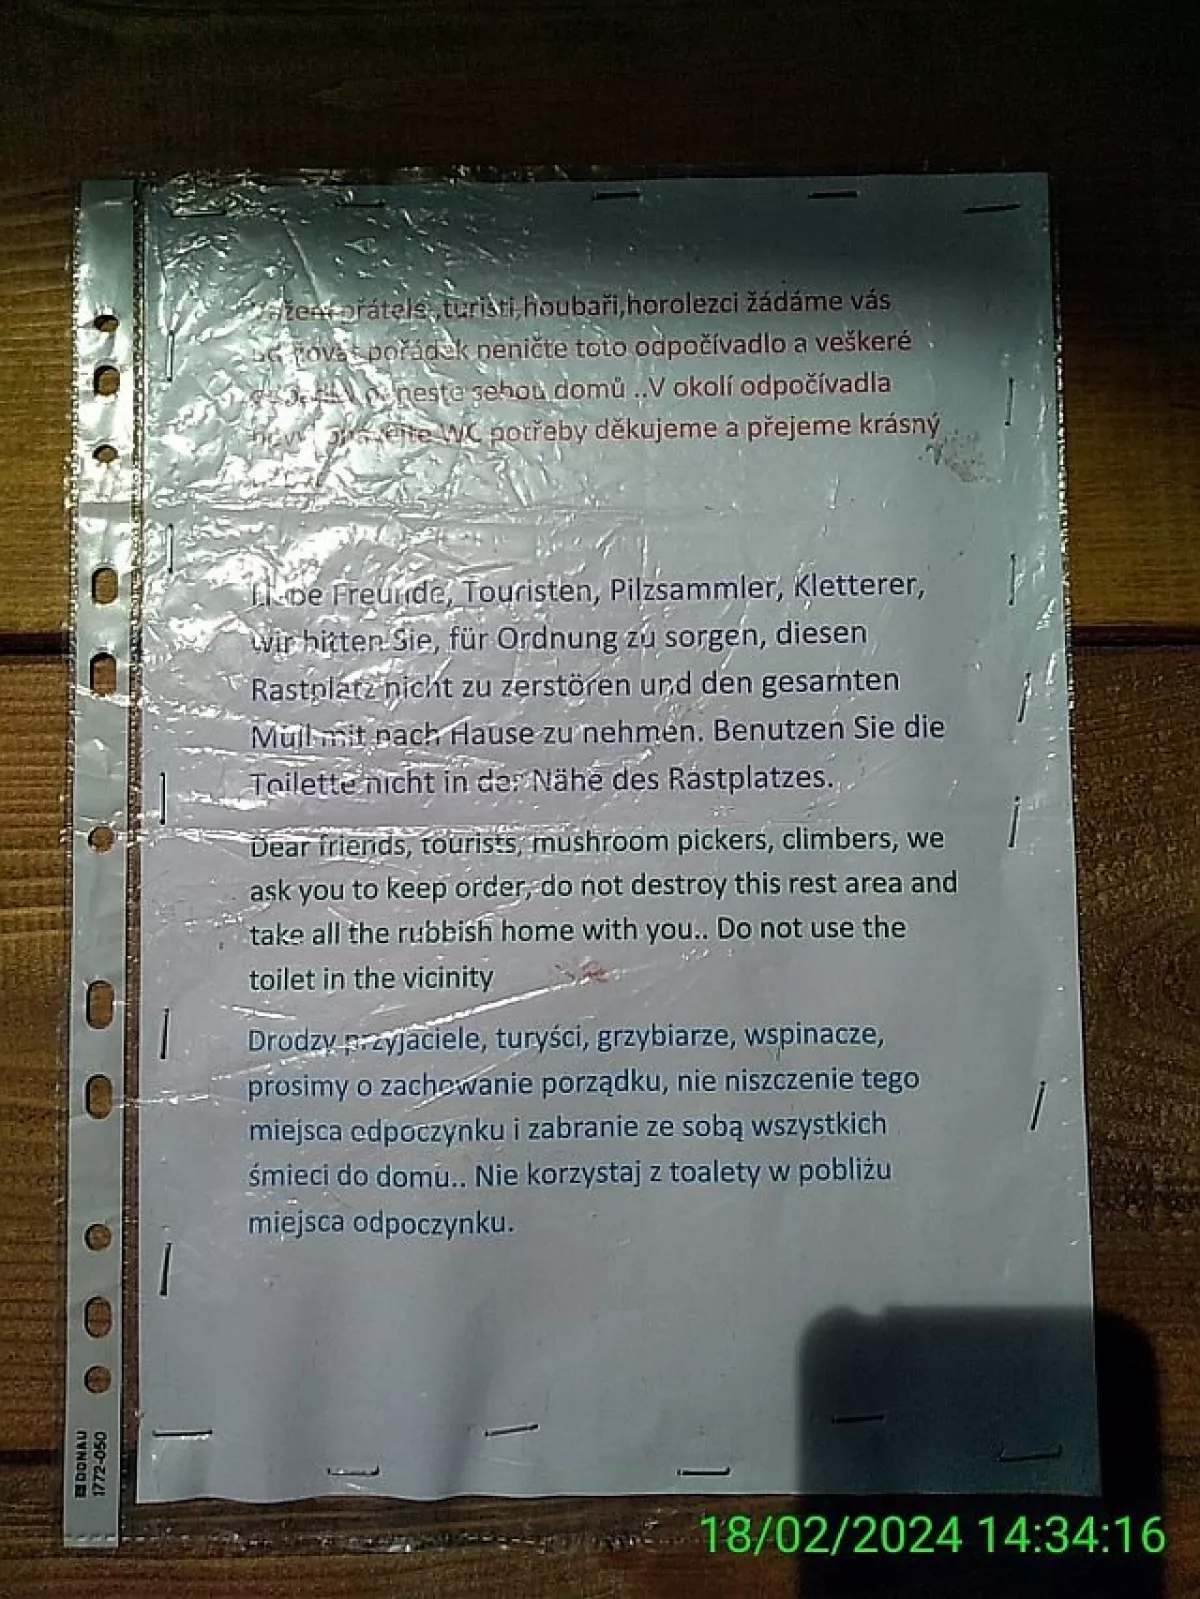 ,turisti,houbaři,horolezci žádáme vás
pořádek neničte toto odpočívadlo a veškeré
sebou domů ..V okolí odpočívadla
WC potřeby děkujeme a přejeme krásný
Liebe Freunde, Touristen, Pilzsammler, Kletterer,
wir bitten Sie, für Ordnung zu sorgen, diesen
Rastplatz nicht zu zerstören und den gesamten
Müll mit nach Hause zu nehmen. Benutzen Sie die
Toilette nicht in der Nähe des Rastplatzes.
Dear friends, tourists, mushroom pickers, climbers, we
ask you to keep order, do not destroy this rest area and
take all the rubbish home with you.. Do not use the
toilet in the vicinity
Drodzy przyjaciele, turyści, grzybiarze, wspinacze,
prosimy o zachowanie porządku, nie niszczenie tego
miejsca odpoczynku i zabranie ze sobą wszystkich
śmieci do domu.. Nie korzystaj z toalety w pobliżu
miejsca odpoczynku.
DONAU
1772-050
18/02/2024 14:34:16